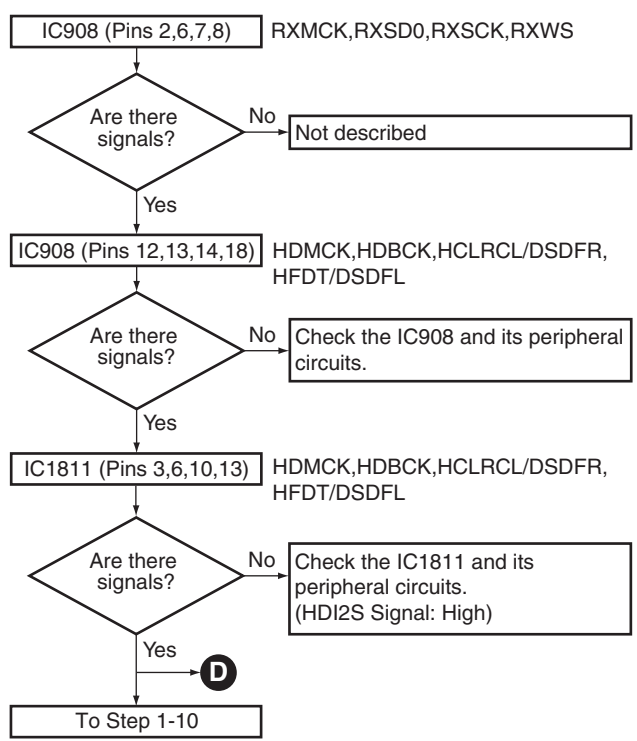 IC908 (Pins 2,6,7,8)
RXMCK,RXSD0,RXSCK,RXWS
Are there
signals?
No
Not described
Yes
IC908 (Pins 12,13,14,18)
HDMCK,HDBCK,HCLRCL/DSDFR,
HFDT/DSDFL
Are there
signals?
No
Check the IC908 and its peripheral
circuits.
Yes
IC1811 (Pins 3,6,10,13)
HDMCK,HDBCK,HCLRCL/DSDFR,
HFDT/DSDFL
Are there
signals?
No
Check the IC1811 and its
peripheral circuits.
(HDI2S Signal: High)
Yes
D
To Step 1-10